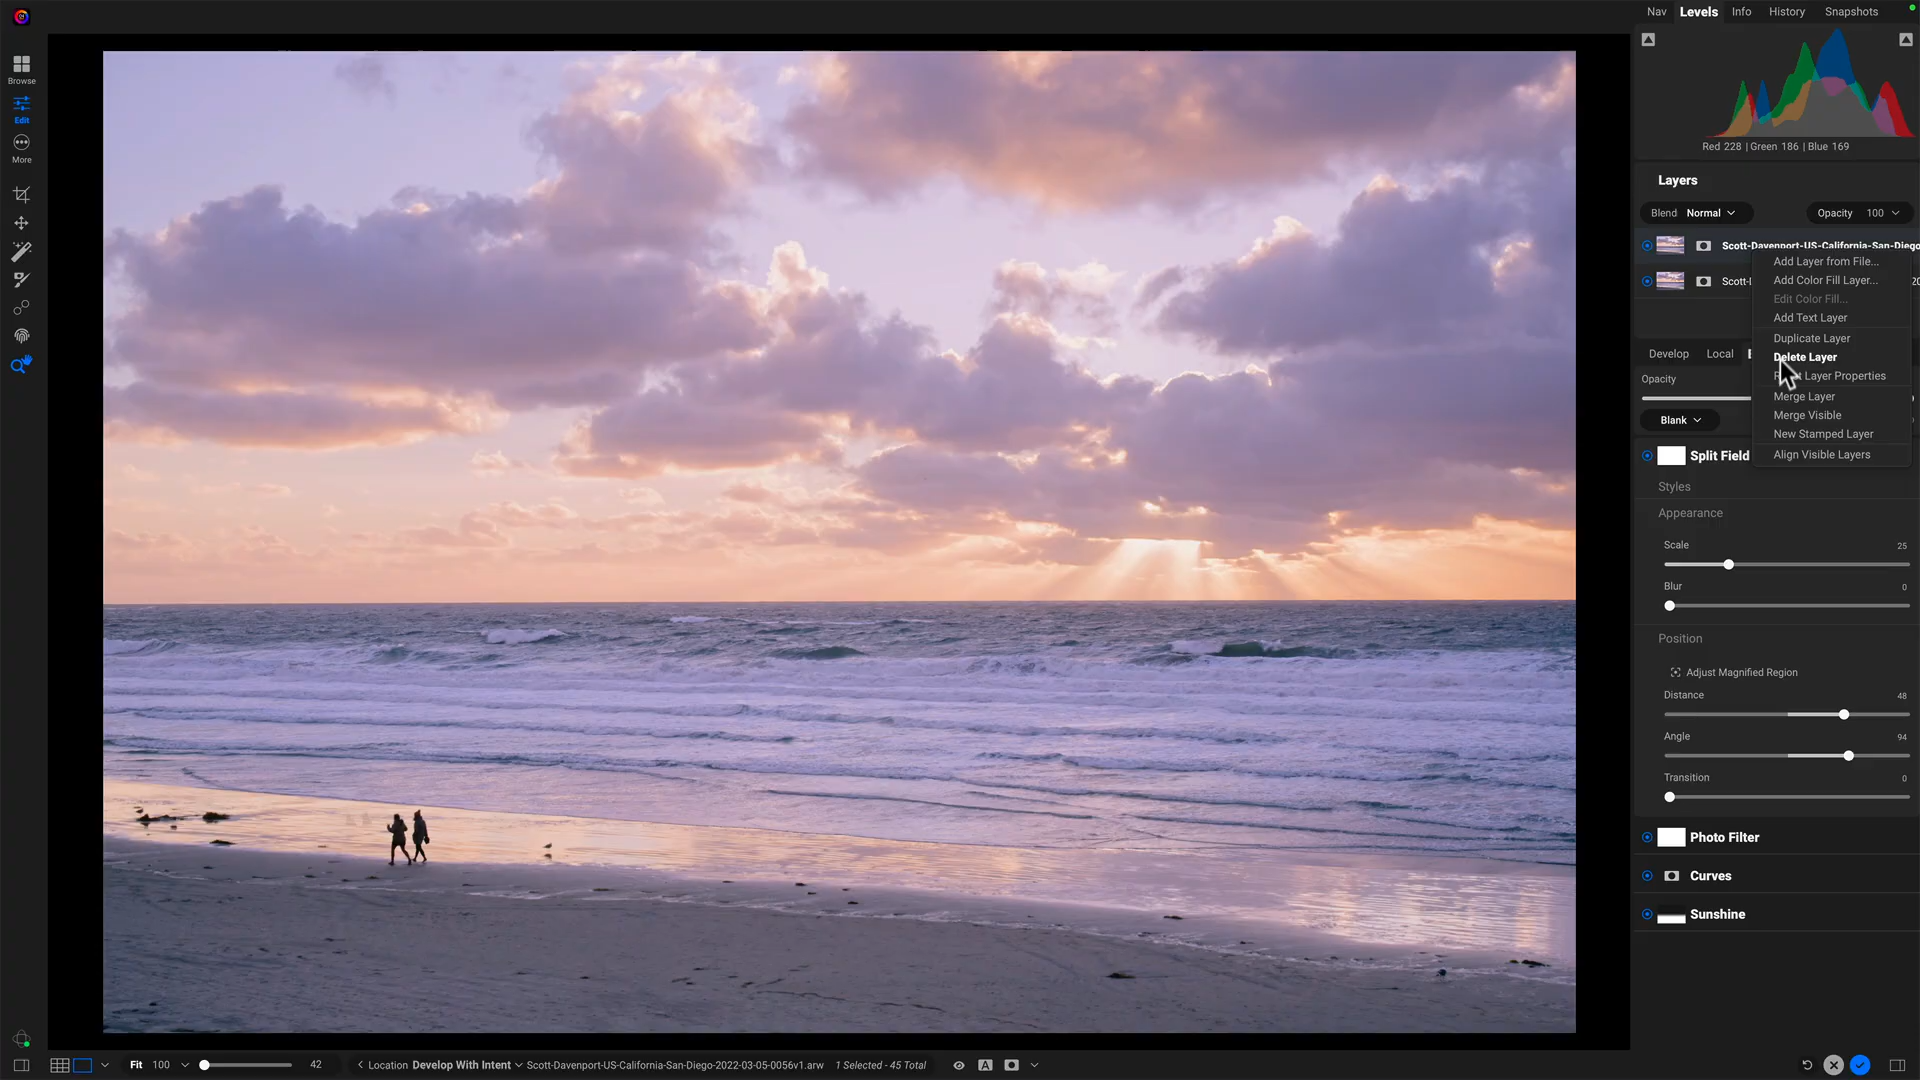 Nav Levels Info History Snapshots
Browse
Edit
More
Red 228 | Green 186 | Blue 169
Layers
Blend Normal Opacity 100
Scott-Davenport-US-California-San-Diego
Scott-
Add Layer from File...
Add Color Fill Layer...
Edit Color Fill...
Add Text Layer
Duplicate Layer
Delete Layer
Layer Properties
Merge Layer
Merge Visible
New Stamped Layer
Align Visible Layers
Develop Local
Opacity
Blank
Split Field
Styles
Appearance
Scale 25
Blur 0
Position
Adjust Magnified Region
Distance 48
Angle 94
Transition 0
Photo Filter
Curves
Sunshine
Fit 100 42 Location Develop With Intent Scott-Davenport-US-California-San-Diego-2022-03-05-0056v1.arw 1 Selected - 45 Total A